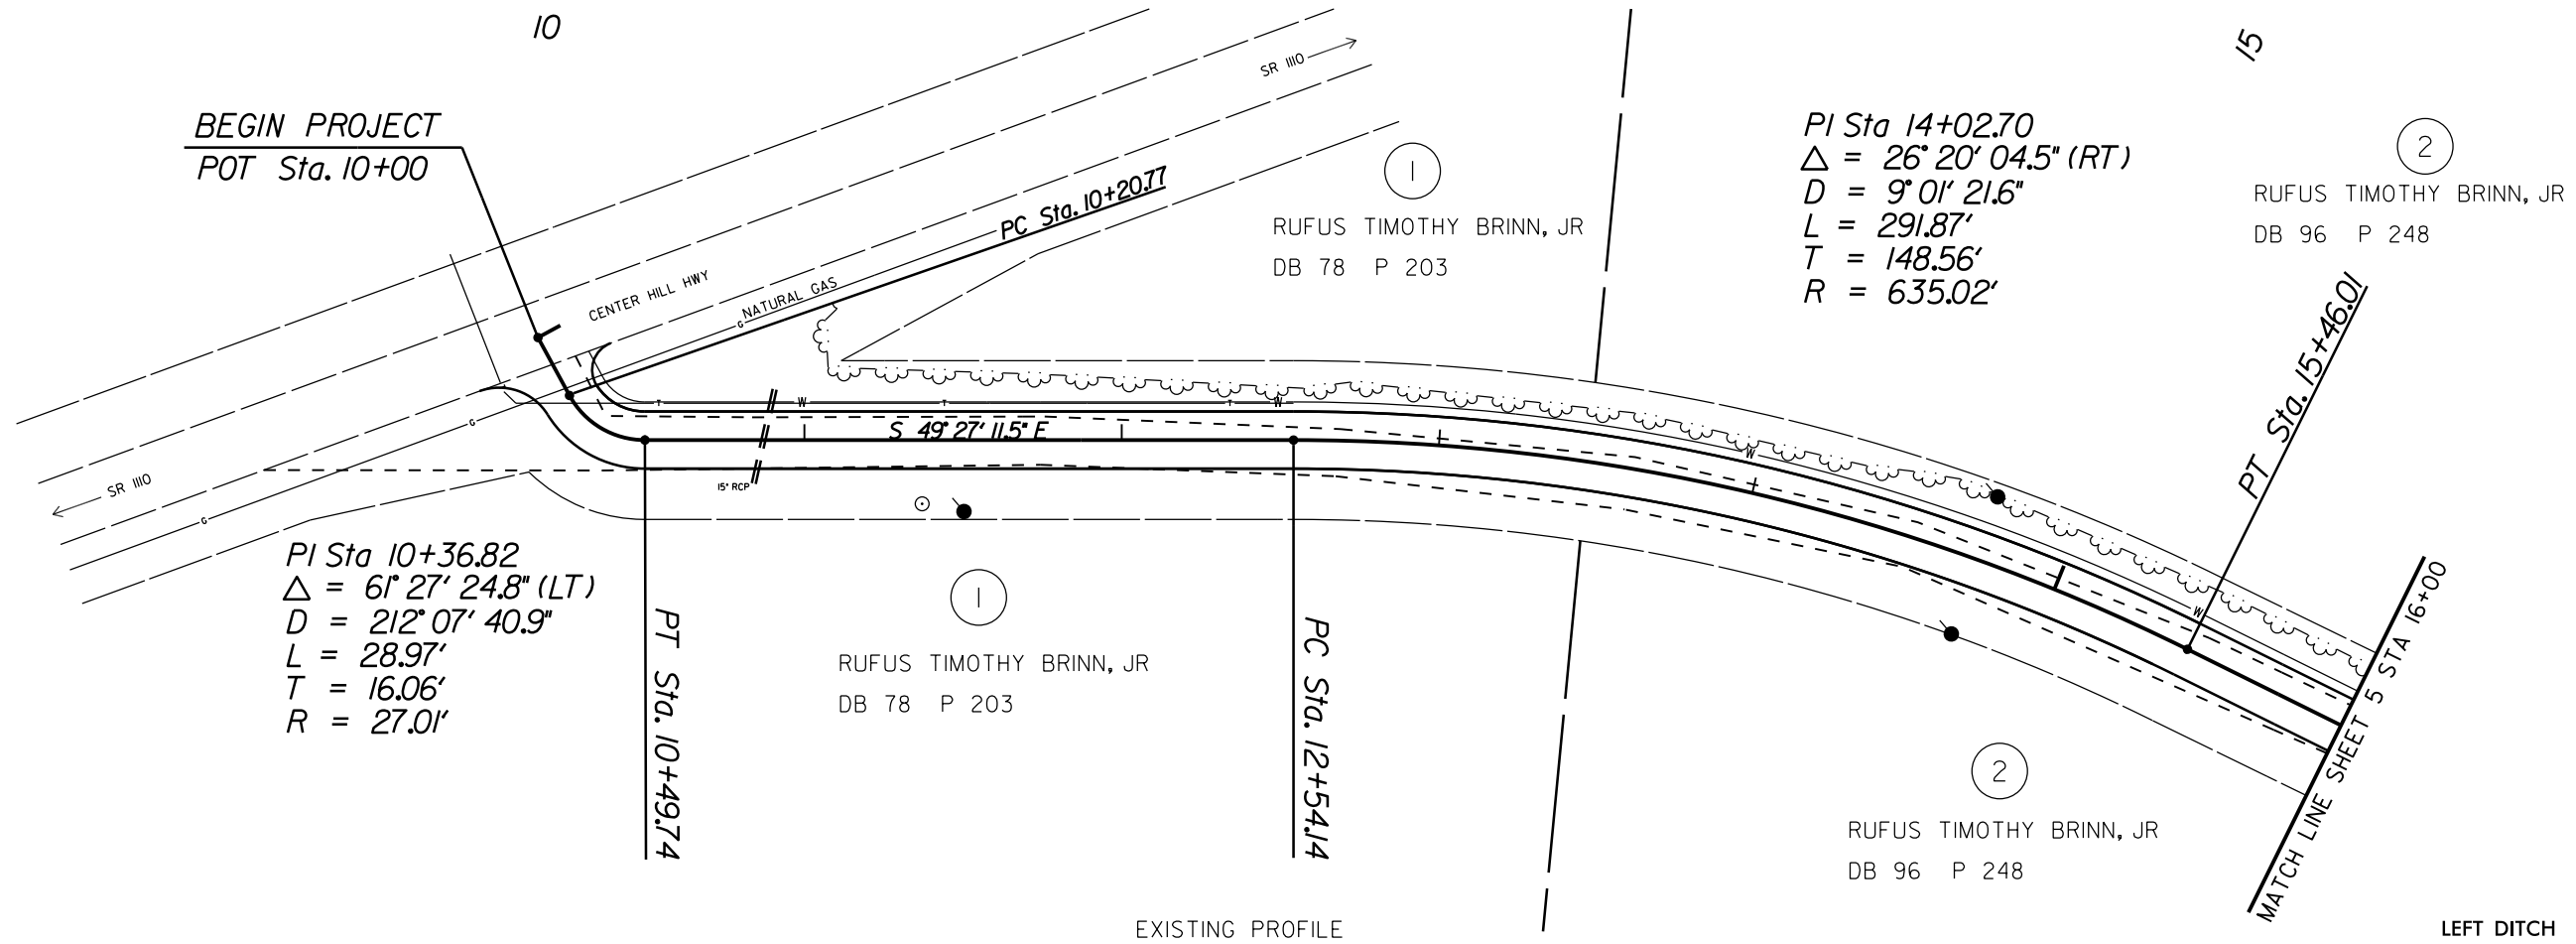 10
15
SR 1110
BEGIN PROJECT
POT Sta. 10+00
PC Sta. 10+20.77
1
RUFUS TIMOTHY BRINN, JR
DB 78 P 203
PI Sta 14+02.70
Δ = 26° 20' 04.5" (RT)
D = 9° 01' 21.6"
L = 291.87'
T = 148.56'
R = 635.02'
2
RUFUS TIMOTHY BRINN, JR
DB 96 P 248
CENTER HILL HWY
NATURAL GAS
G
PT Sta. 15+46.01
T
W
T
T
W
S 49° 27' 11.5" E
W
G
SR 1110
15" RCP
G
W
PI Sta 10+36.82
Δ = 61° 27' 24.8" (LT)
D = 212° 07' 40.9"
L = 28.97'
T = 16.06'
R = 27.01'
PT Sta. 10+49.74
1
RUFUS TIMOTHY BRINN, JR
DB 78 P 203
PC Sta. 12+54.14
2
RUFUS TIMOTHY BRINN, JR
DB 96 P 248
MATCH LINE SHEET 5 STA 16+00
EXISTING PROFILE
LEFT DITCH